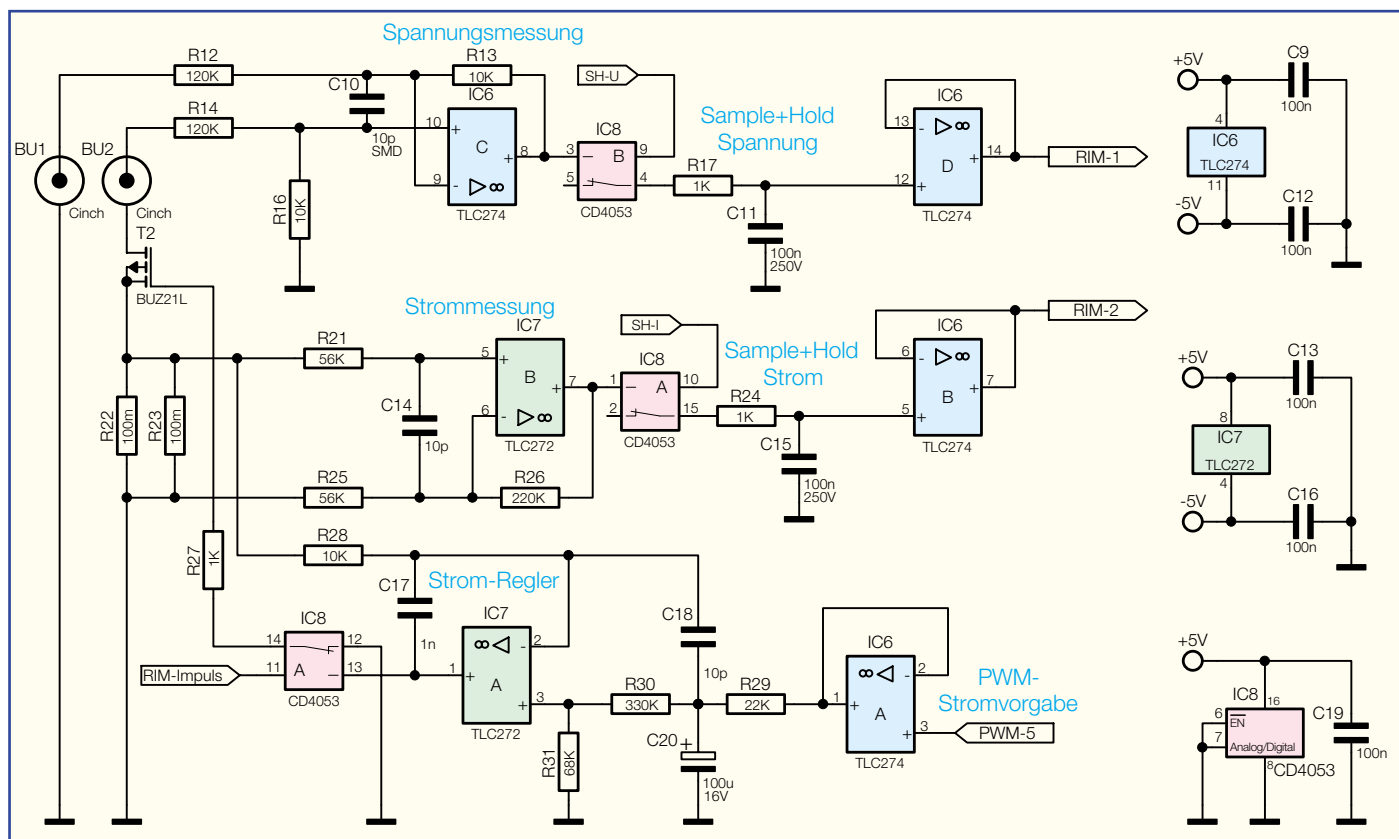 Spannungsmessung
R12
120K
R13
10K
C10
10p
SMD
IC6
R14
120K
10
+
C
+
8
9
-
▷∞
TLC274
SH-U
IC8
3
B
9
5
4
CD4053
Sample+Hold
Spannung
R17
1K
C11
100n
250V
IC6
13
-
▷∞
D
+
14
12
+
TLC274
RIM-1
+5V
C9
100n
4
IC6
TLC274
11
-5V
C12
100n
BU1
BU2
Cinch
Cinch
R16
10K
T2
BUZ21L
Strommessung
R21
56K
IC7
5
+
B
+
7
6
-
▷∞
TLC272
C14
10p
R22
100m
R23
100m
R25
56K
R26
220K
SH-I
IC8
1
A
10
2
15
CD4053
Sample+Hold
Strom
R24
1K
C15
100n
250V
IC6
6
-
▷∞
B
+
7
5
+
TLC274
RIM-2
+5V
C13
100n
8
IC7
TLC272
4
-5V
C16
100n
R27
1K
R28
10K
C17
1n
Strom-Regler
IC7
∞◁
-
2
1
+
A
+
3
TLC272
RIM-Impuls
IC8
14
12
11
A
13
CD4053
R31
68K
R30
330K
C18
10p
C20
+
100u
16V
R29
22K
IC6
∞◁
-
2
1
+
A
+
3
TLC274
PWM-
Stromvorgabe
PWM-5
+5V
IC8
16
6
EN
7
Analog/Digital
8
CD4053
C19
100n